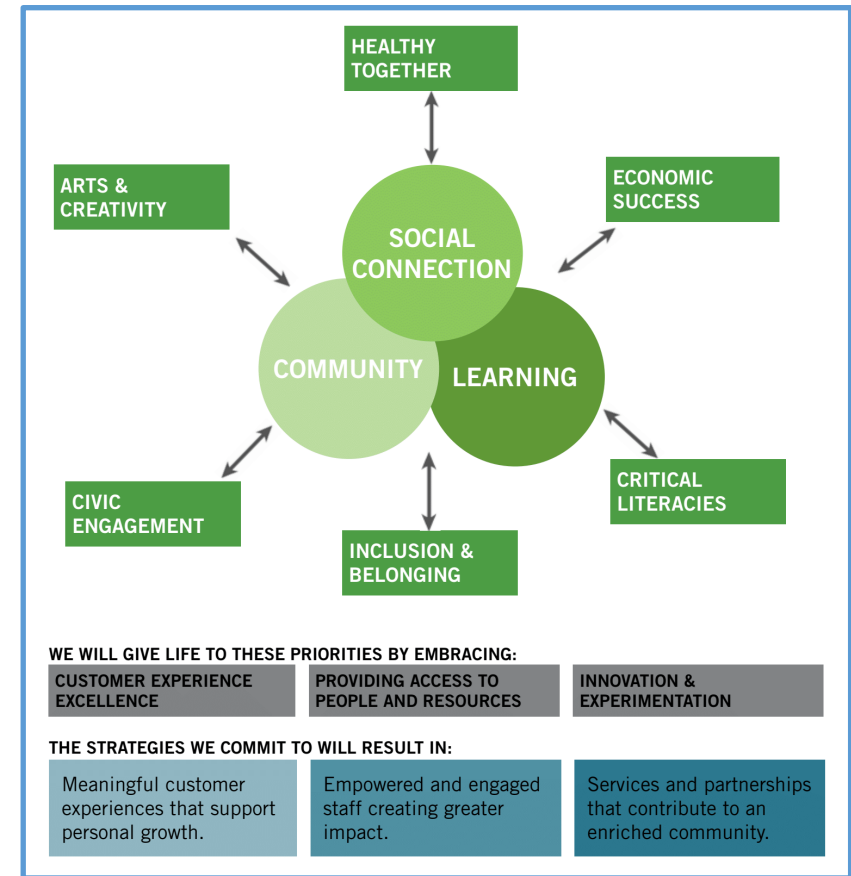 HEALTHY
TOGETHER
ARTS &
CREATIVITY
ECONOMIC
SUCCESS
SOCIAL
CONNECTION
COMMUNITY
LEARNING
CIVIC
ENGAGEMENT
CRITICAL
LITERACIES
INCLUSION &
BELONGING
WE WILL GIVE LIFE TO THESE PRIORITIES BY EMBRACING:
CUSTOMER EXPERIENCE
EXCELLENCE
PROVIDING ACCESS TO
PEOPLE AND RESOURCES
INNOVATION &
EXPERIMENTATION
THE STRATEGIES WE COMMIT TO WILL RESULT IN:
Meaningful customer
experiences that support
personal growth.
Empowered and engaged
staff creating greater
impact.
Services and partnerships
that contribute to an
enriched community.